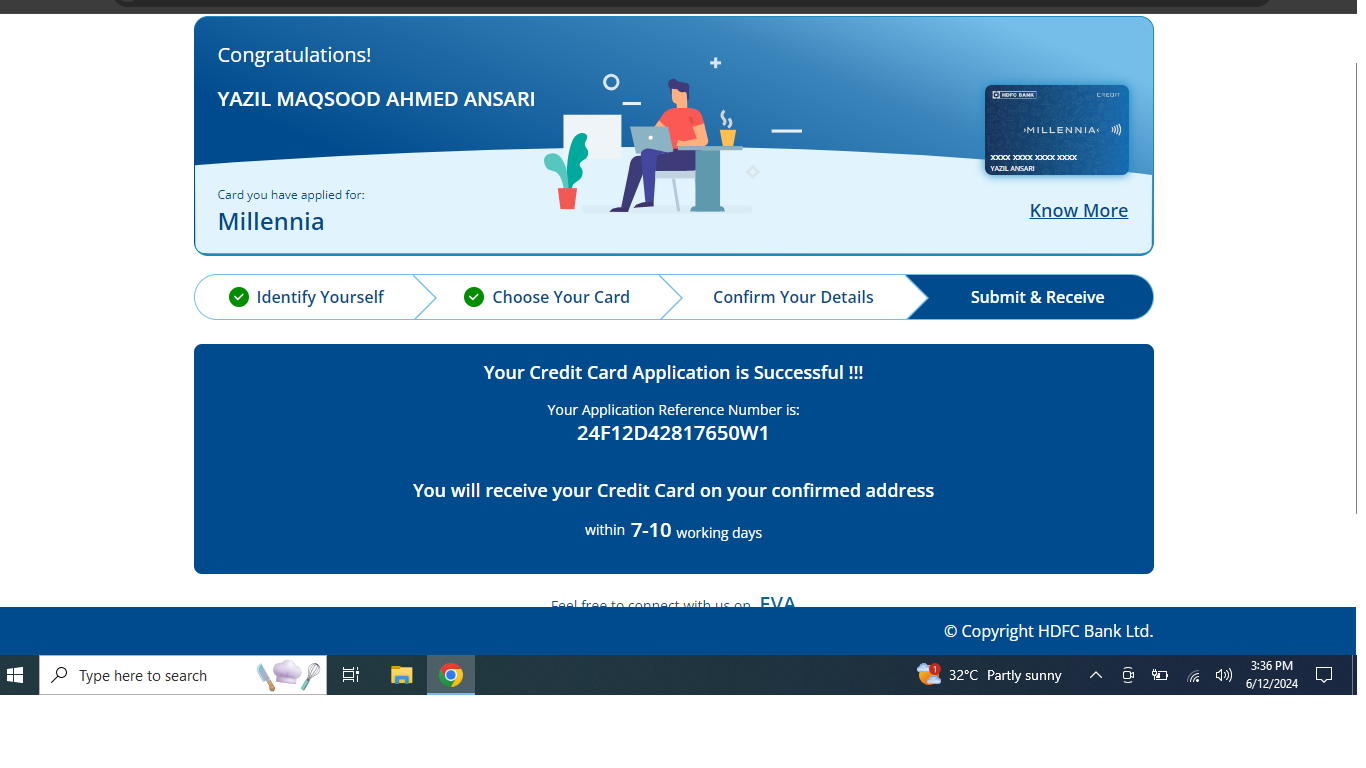 Congratulations!
YAZIL MAQSOOD AHMED ANSARI
HDFC BANK
CREDIT
MILLENNIA
XXXX XXXX XXXX XXXX
YAZIL ANSARI
Card you have applied for:
Millennia
Know More
Identify Yourself
Choose Your Card
Confirm Your Details
Submit & Receive
Your Credit Card Application is Successful !!!
Your Application Reference Number is:
24F12D42817650W1
You will receive your Credit Card on your confirmed address
within 7-10 working days
Feel free to connect with us on EVA
© Copyright HDFC Bank Ltd.
Type here to search
1
32°C Partly sunny
3:36 PM
6/12/2024